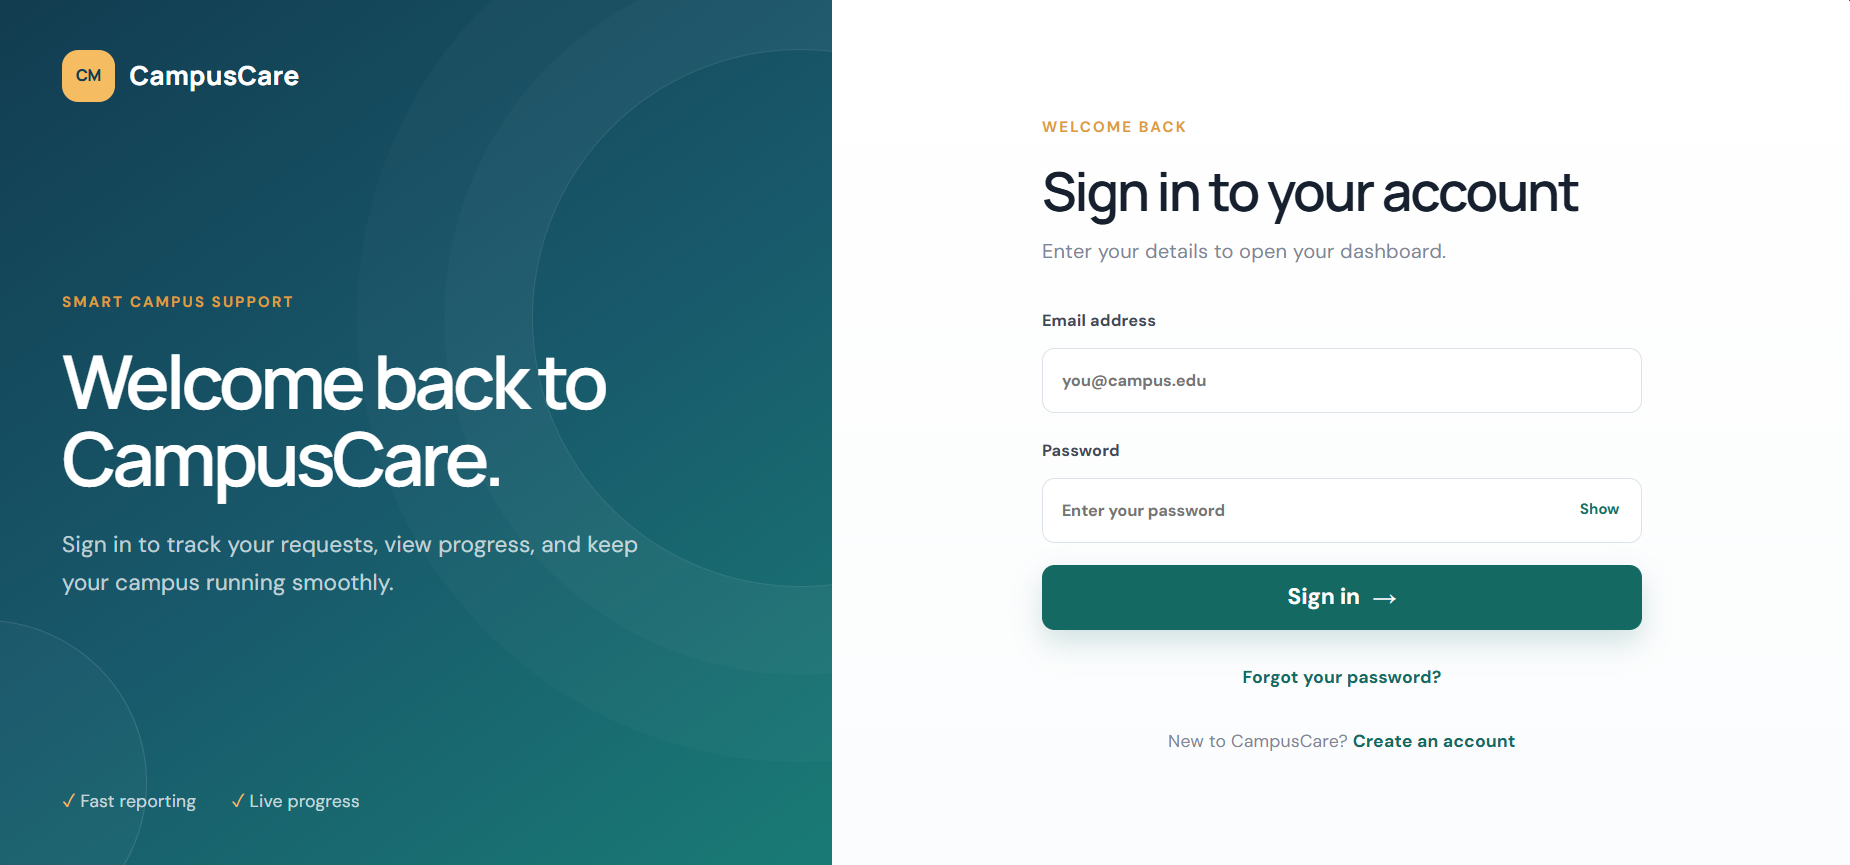 CM CampusCare
SMART CAMPUS SUPPORT
Welcome back to
CampusCare.
Sign in to track your requests, view progress, and keep
your campus running smoothly.
✓ Fast reporting ✓ Live progress
WELCOME BACK
Sign in to your account
Enter your details to open your dashboard.
Email address
you@campus.edu
Password
Enter your password Show
Sign in →
Forgot your password?
New to CampusCare? Create an account